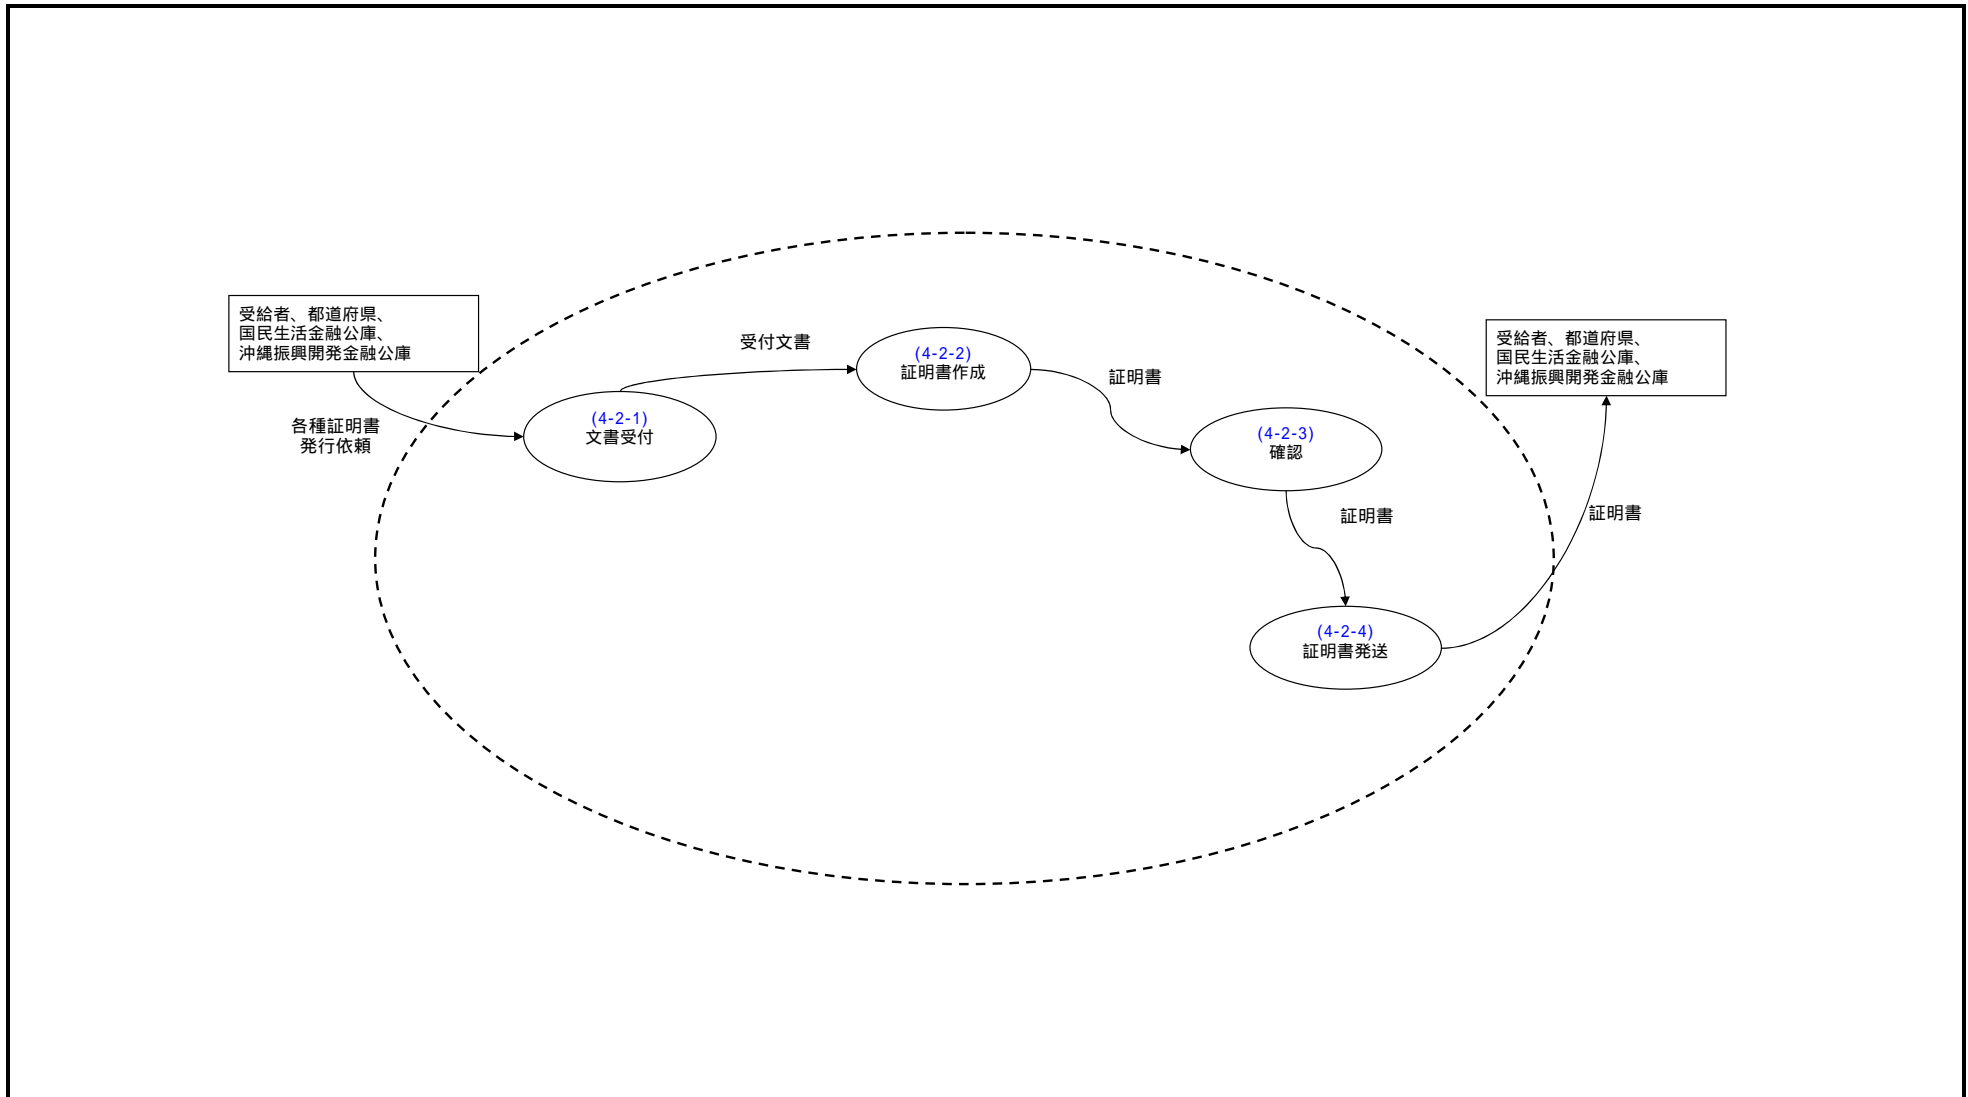 受給者、都道府県、
国民生活金融公庫、
沖縄振興開発金融公庫
各種証明書
発行依頼
(4-2-1)
文書受付
受付文書
(4-2-2)
証明書作成
証明書
(4-2-3)
確認
証明書
(4-2-4)
証明書発送
証明書
受給者、都道府県、
国民生活金融公庫、
沖縄振興開発金融公庫